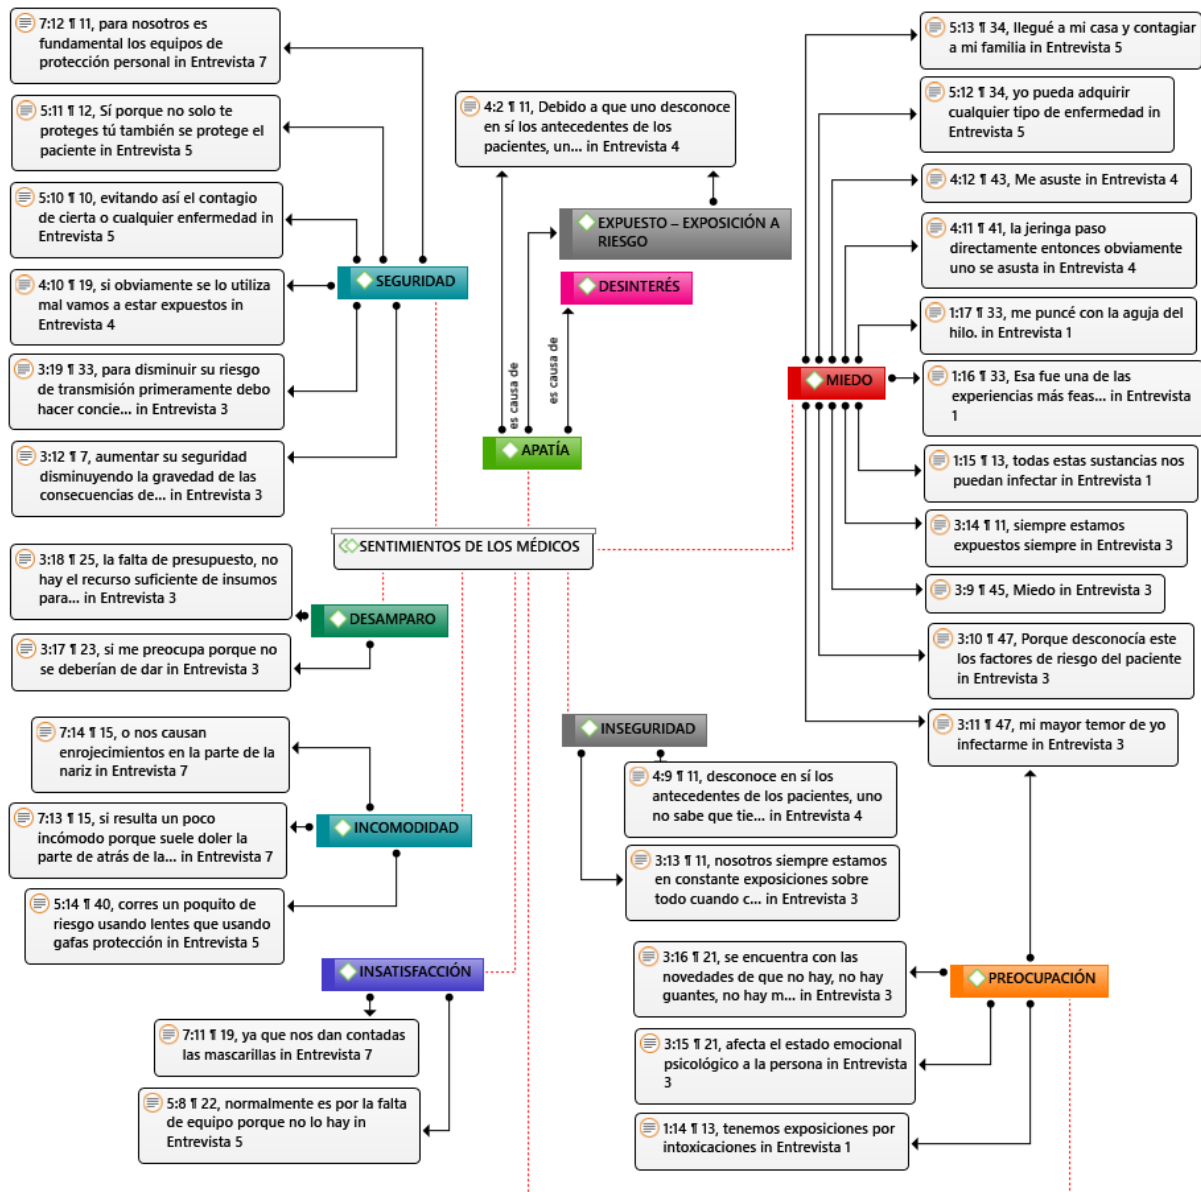 7:12 ¶ 11, para nosotros es
fundamental los equipos de
protección personal in Entrevista 7
5:11 ¶ 12, Sí porque no solo te
proteges tú también se protege el
paciente in Entrevista 5
5:10 ¶ 10, evitando así el contagio
de cierta o cualquier enfermedad in
Entrevista 5
4:10 ¶ 19, si obviamente se lo utiliza
mal vamos a estar expuestos in
Entrevista 4
3:19 ¶ 33, para disminuir su riesgo
de transmisión primeramente debo
hacer concie... in Entrevista 3
3:12 ¶ 7, aumentar su seguridad
disminuyendo la gravedad de las
consecuencias de... in Entrevista 3
SEGURIDAD
4:2 ¶ 11, Debido a que uno desconoce
en sí los antecedentes de los
pacientes, un... in Entrevista 4
EXPUESTO – EXPOSICIÓN A
RIESGO
DESINTERÉS
es causa de
es causa de
APATÍA
5:13 ¶ 34, llegué a mi casa y contagiar
a mi familia in Entrevista 5
5:12 ¶ 34, yo pueda adquirir
cualquier tipo de enfermedad in
Entrevista 5
4:12 ¶ 43, Me asuste in Entrevista 4
4:11 ¶ 41, la jeringa paso
directamente entonces obviamente
uno se asusta in Entrevista 4
1:17 ¶ 33, me puncé con la aguja del
hilo. in Entrevista 1
MIEDO
1:16 ¶ 33, Esa fue una de las
experiencias más feas... in Entrevista
1
1:15 ¶ 13, todas estas sustancias nos
puedan infectar in Entrevista 1
3:14 ¶ 11, siempre estamos
expuestos siempre in Entrevista 3
3:9 ¶ 45, Miedo in Entrevista 3
3:10 ¶ 47, Porque desconocía este
los factores de riesgo del paciente
in Entrevista 3
3:11 ¶ 47, mi mayor temor de yo
infectarme in Entrevista 3
SENTIMIENTOS DE LOS MÉDICOS
3:18 ¶ 25, la falta de presupuesto, no
hay el recurso suficiente de insumos
para... in Entrevista 3
DESAMPARO
3:17 ¶ 23, si me preocupa porque no
se deberían de dar in Entrevista 3
7:14 ¶ 15, o nos causan
enrojecimientos en la parte de la
nariz in Entrevista 7
7:13 ¶ 15, si resulta un poco
incómodo porque suele doler la
parte de atrás de la... in Entrevista 7
INCOMODIDAD
5:14 ¶ 40, corres un poquito de
riesgo usando lentes que usando
gafas protección in Entrevista 5
INSEGURIDAD
4:9 ¶ 11, desconoce en sí los
antecedentes de los pacientes, uno
no sabe que tie... in Entrevista 4
3:13 ¶ 11, nosotros siempre estamos
en constante exposiciones sobre
todo cuando c... in Entrevista 3
INSATISFACCIÓN
7:11 ¶ 19, ya que nos dan contadas
las mascarillas in Entrevista 7
5:8 ¶ 22, normalmente es por la falta
de equipo porque no lo hay in
Entrevista 5
3:16 ¶ 21, se encuentra con las
novedades de que no hay, no hay
guantes, no hay m... in Entrevista 3
PREOCUPACIÓN
3:15 ¶ 21, afecta el estado emocional
psicológico a la persona in Entrevista
3
1:14 ¶ 13, tenemos exposiciones por
intoxicaciones in Entrevista 1